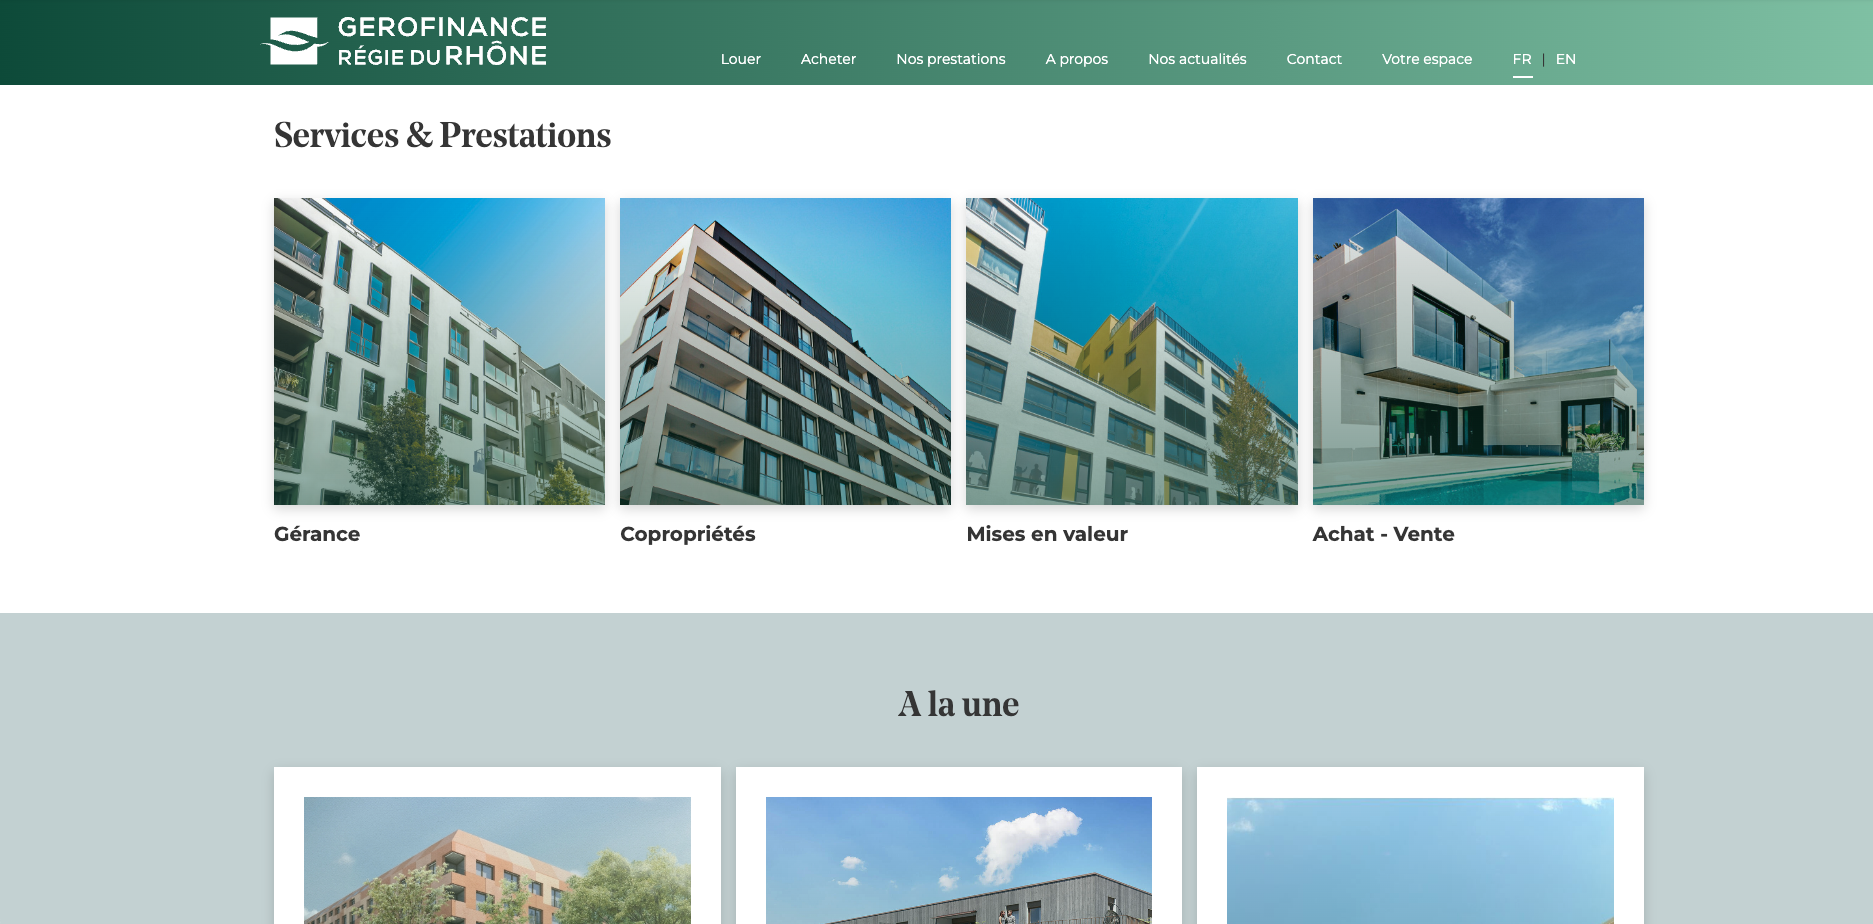 GEROFINANCE
RÉGIE DU RHÔNE
Louer Acheter Nos prestations A propos Nos actualités Contact Votre espace FR | EN
Services & Prestations
Gérance Copropriétés Mises en valeur Achat - Vente
A la une